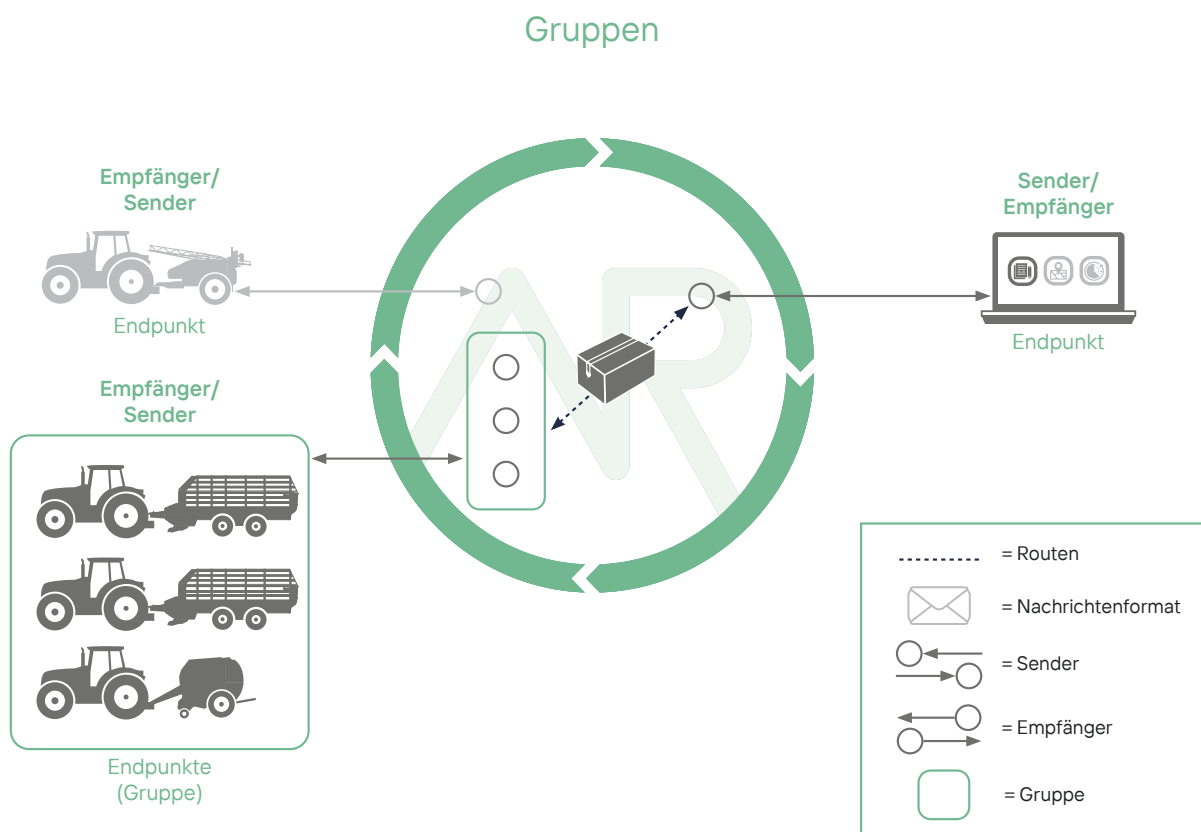 Gruppen
Empfänger/
Sender
Endpunkt
Sender/
Empfänger
Endpunkt
Empfänger/
Sender
Endpunkte
(Gruppe)
= Routen
= Nachrichtenformat
= Sender
= Empfänger
= Gruppe